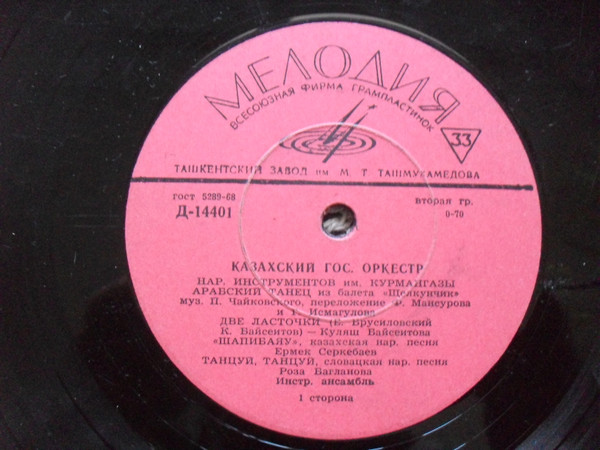 МЕЛОДИЯ
ВСЕСОЮЗНАЯ ФИРМА ГРАМПЛАСТИНОК
33
ТАШКЕНТСКИЙ ЗАВОД им М. Т ТАШМУХАМЕДОВА
гост 5289-68
вторая гр.
Д-14401
0-70
КАЗАХСКИЙ ГОС. ОРКЕСТР
НАР. ИНСТРУМЕНТОВ им. КУРМАНГАЗЫ
АРАБСКИЙ ТАНЕЦ из балета «Щелкунчик»
муз. П. Чайковского, переложение Ф. Мансурова
и Г. Исмагулова
ДВЕ ЛАСТОЧКИ (Е. Брусиловский
К. Байсеитов) — Куляш Байсеитова
«ШАПИБАЯУ», казахская нар. песня
Ермек Серкебаев
ТАНЦУЙ, ТАНЦУЙ, словацкая нар. песня
Роза Багланова
Инстр. ансамбль
1 сторона